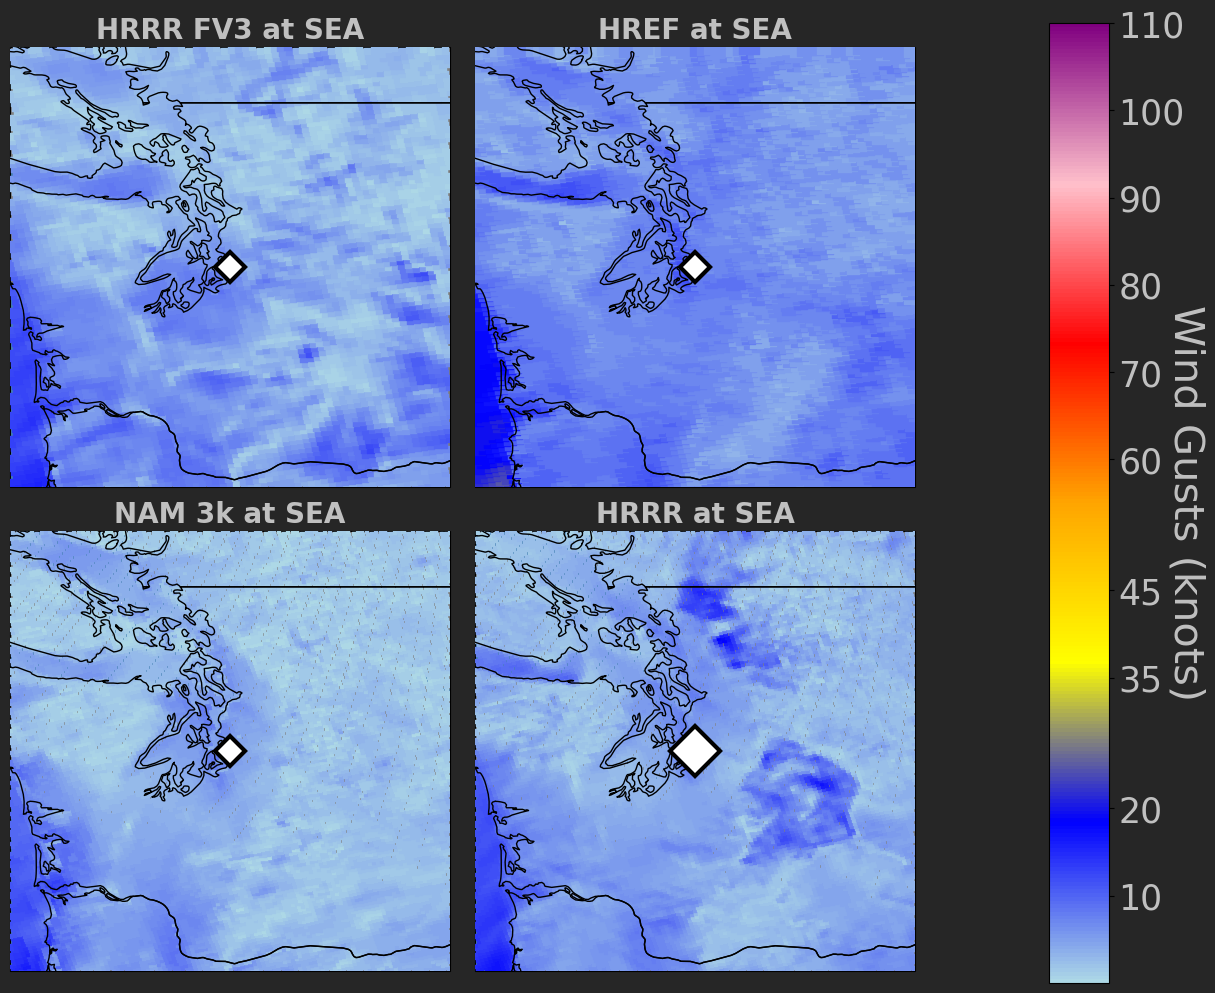 HRRR FV3 at SEA
HREF at SEA
NAM 3k at SEA
HRRR at SEA
110
100
90
80
70
60
45
35
20
10
Wind Gusts (knots)